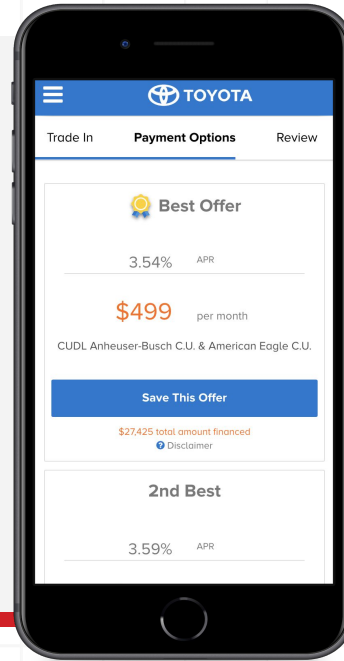 TOYOTA
Trade In Payment Options Review
Best Offer
3.54% APR
$499 per month
CUDL Anheuser-Busch C.U. & American Eagle C.U.
Save This Offer
$27,425 total amount financed
? Disclaimer
2nd Best
3.59% APR